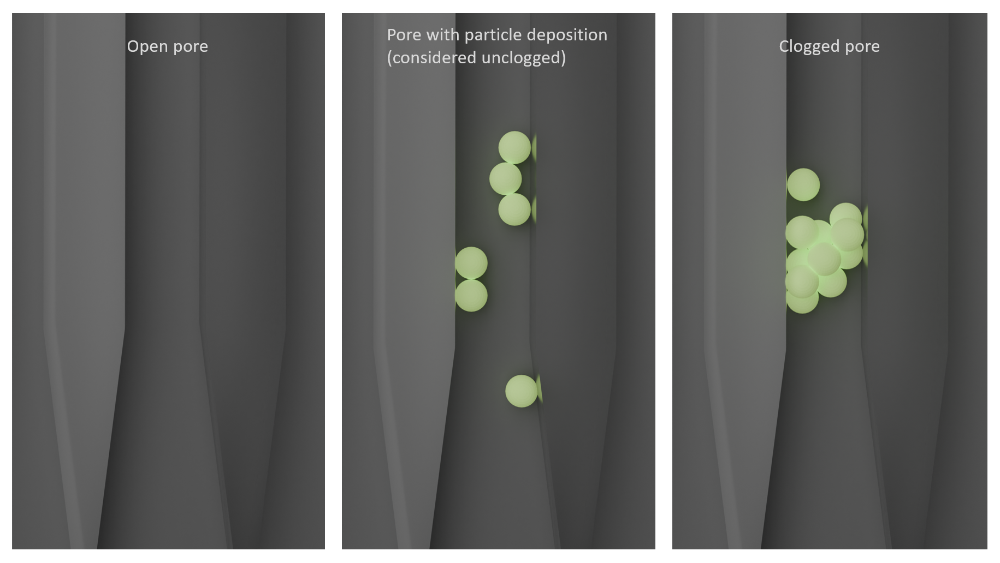 Open pore
Pore with particle deposition
(considered unclogged)
Clogged pore